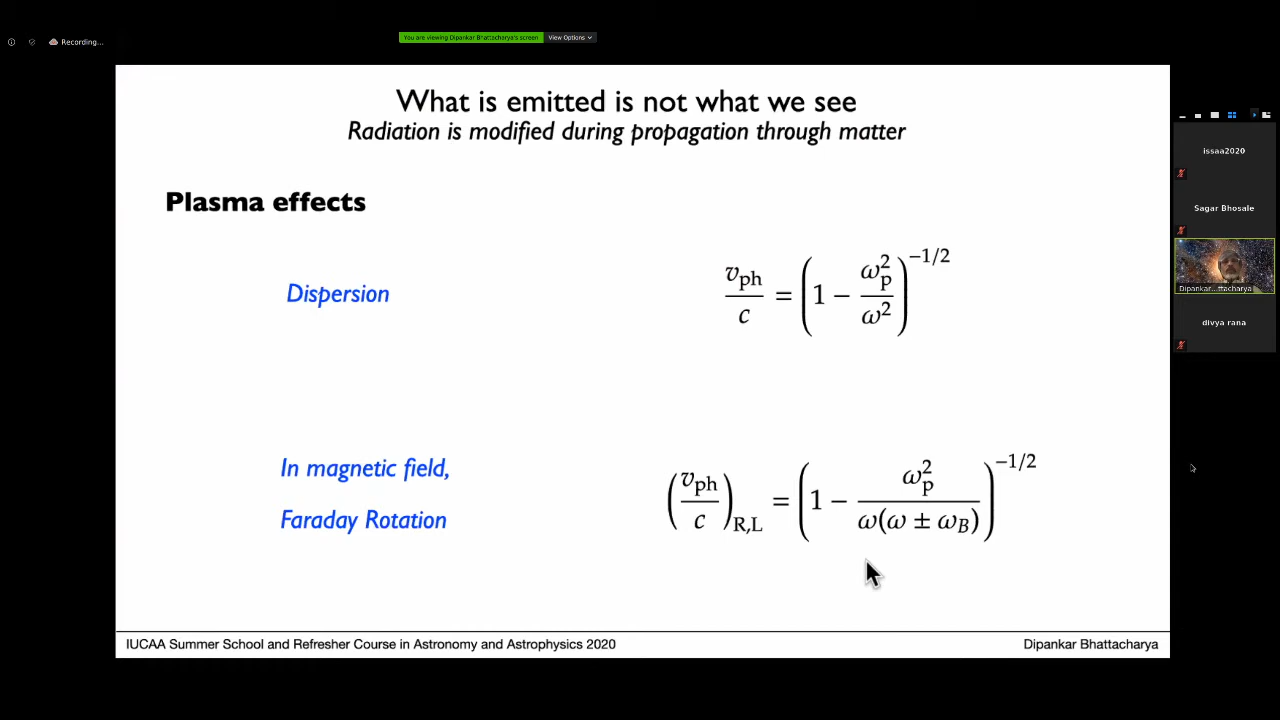 Recording...
You are viewing Dipankar Bhattacharya's screen View Options
What is emitted is not what we see
Radiation is modified during propagation through matter
Plasma effects
Dispersion
v_ph / c = (1 − ω_p² / ω²)^−1/2
In magnetic field,
Faraday Rotation
(v_ph / c)_R,L = (1 − ω_p² / ω(ω ± ω_B))^−1/2
IUCAA Summer School and Refresher Course in Astronomy and Astrophysics 2020
Dipankar Bhattacharya
issaa2020
Sagar Bhosale
Dipankar...ttacharya
divya rana